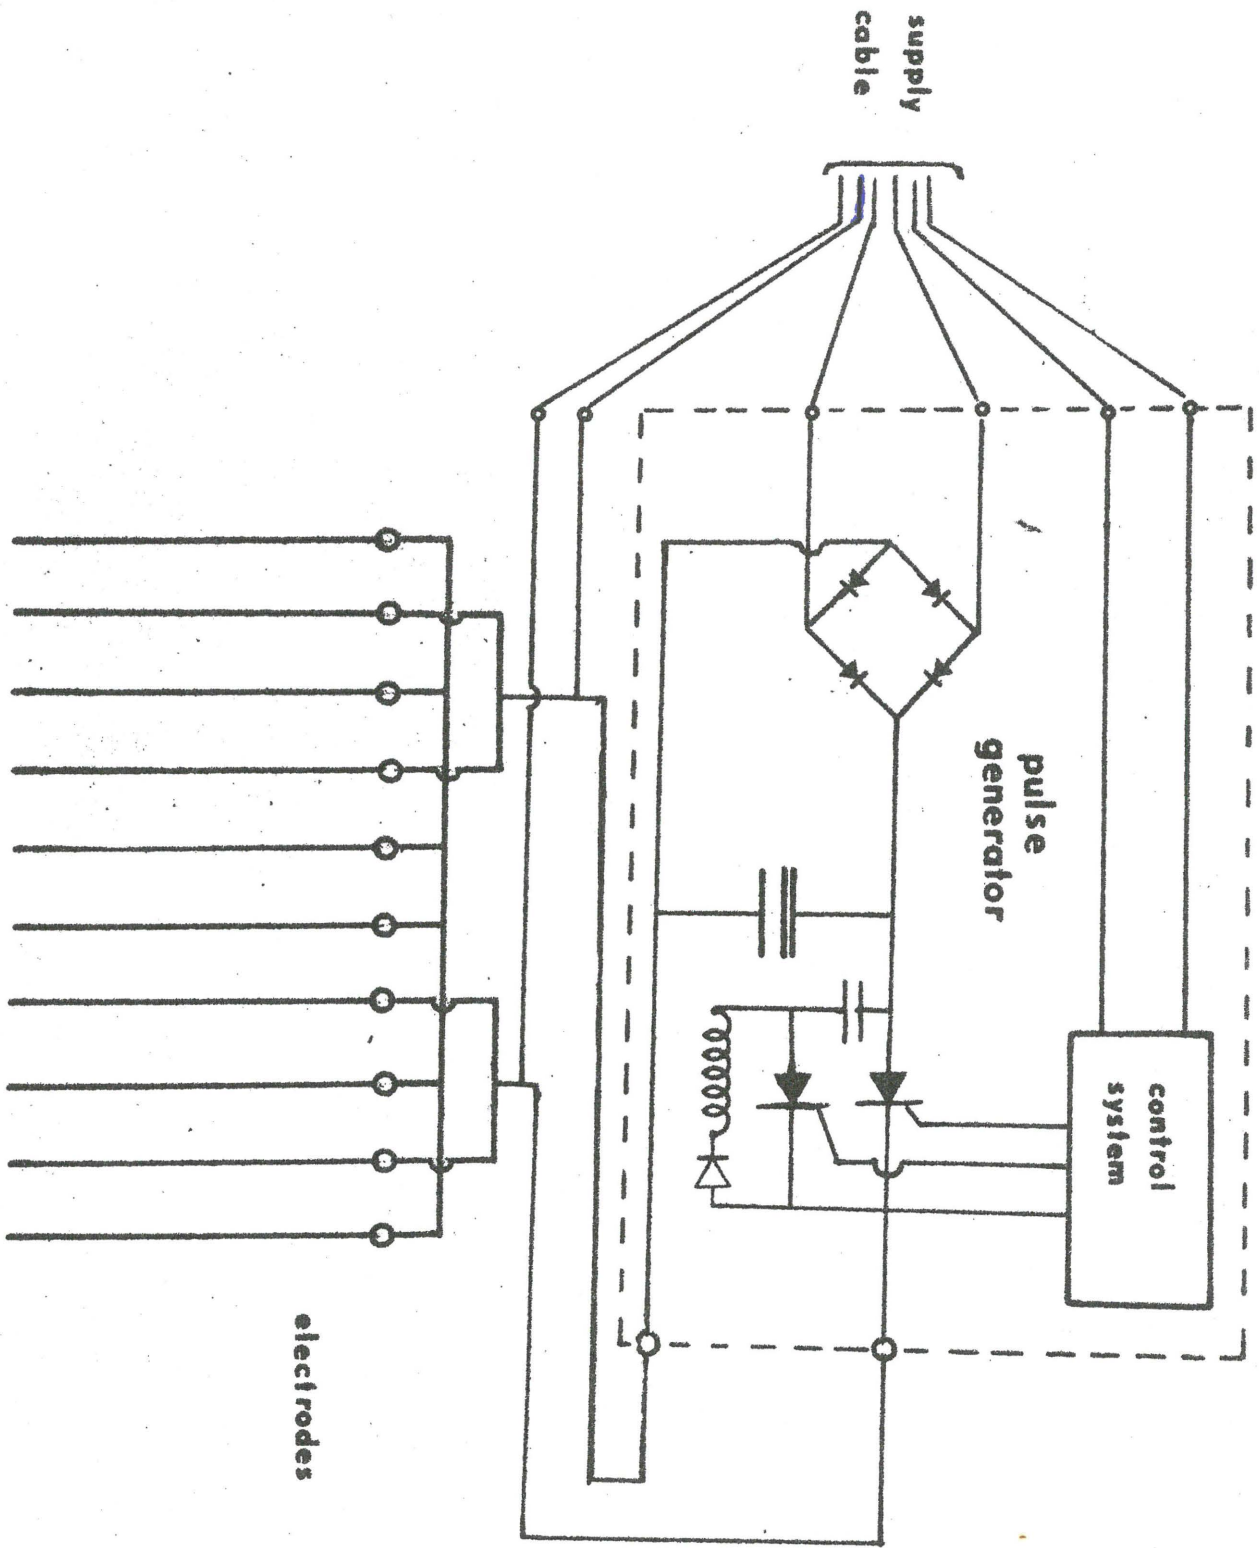 supply
cable
pulse
generator
control
system
electrodes